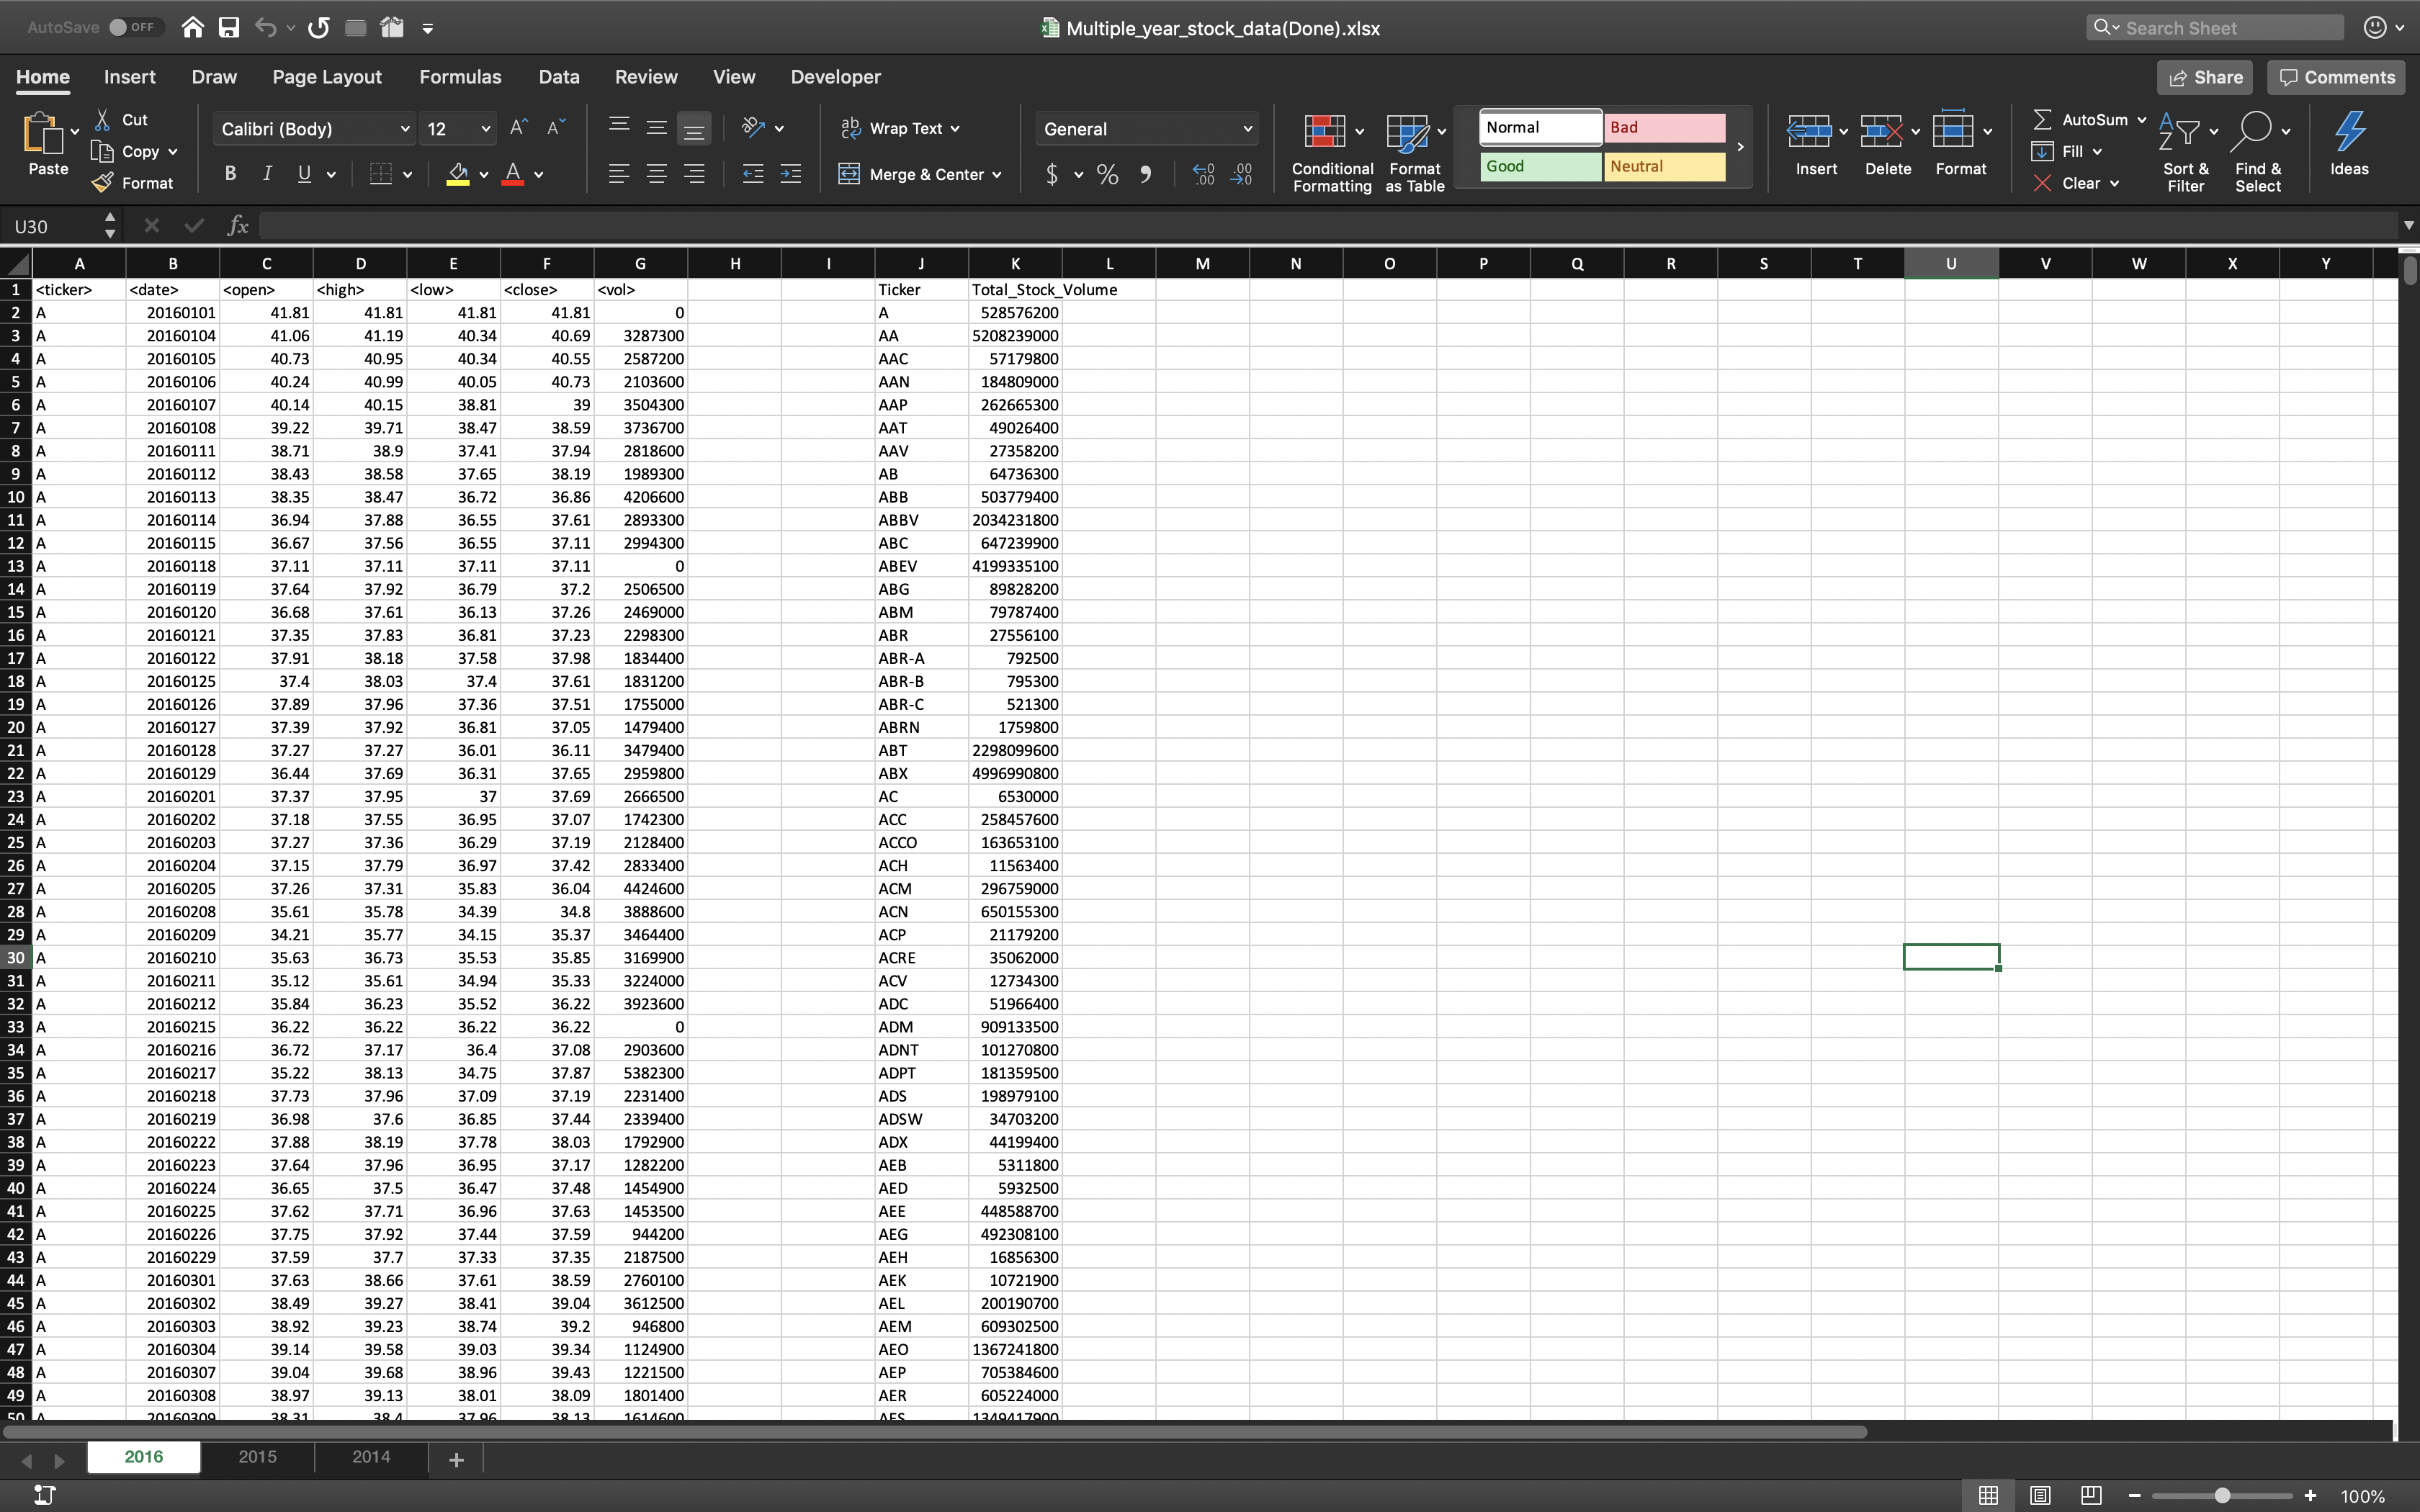 AutoSave OFF Multiple_year_stock_data(Done).xlsx Search Sheet
Home Insert Draw Page Layout Formulas Data Review View Developer Share Comments
Paste Cut Copy Format
Calibri (Body) 12 A A
B I U A
Wrap Text
Merge & Center
General
$ %
Conditional Formatting
Format as Table
Normal Bad
Good Neutral
Insert Delete Format
AutoSum
Fill
Clear
Sort & Filter
Find & Select
Ideas
U30 fx
A B C D E F G H I J K L M N O P Q R S T U V W X Y
1 <ticker> <date> <open> <high> <low> <close> <vol> Ticker Total_Stock_Volume
2 A 20160101 41.81 41.81 41.81 41.81 0 A 528576200
3 A 20160104 41.06 41.19 40.34 40.69 3287300 AA 5208239000
4 A 20160105 40.73 40.95 40.34 40.55 2587200 AAC 57179800
5 A 20160106 40.24 40.99 40.05 40.73 2103600 AAN 184809000
6 A 20160107 40.14 40.15 38.81 39 3504300 AAP 262665300
7 A 20160108 39.22 39.71 38.47 38.59 3736700 AAT 49026400
8 A 20160111 38.71 38.9 37.41 37.94 2818600 AAV 27358200
9 A 20160112 38.43 38.58 37.65 38.19 1989300 AB 64736300
10 A 20160113 38.35 38.47 36.72 36.86 4206600 ABB 503779400
11 A 20160114 36.94 37.88 36.55 37.61 2893300 ABBV 2034231800
12 A 20160115 36.67 37.56 36.55 37.11 2994300 ABC 647239900
13 A 20160118 37.11 37.11 37.11 37.11 0 ABEV 4199335100
14 A 20160119 37.64 37.92 36.79 37.2 2506500 ABG 89828200
15 A 20160120 36.68 37.61 36.13 37.26 2469000 ABM 79787400
16 A 20160121 37.35 37.83 36.81 37.23 2298300 ABR 27556100
17 A 20160122 37.91 38.18 37.58 37.98 1834400 ABR-A 792500
18 A 20160125 37.4 38.03 37.4 37.61 1831200 ABR-B 795300
19 A 20160126 37.89 37.96 37.36 37.51 1755000 ABR-C 521300
20 A 20160127 37.39 37.92 36.81 37.05 1479400 ABRN 1759800
21 A 20160128 37.27 37.27 36.01 36.11 3479400 ABT 2298099600
22 A 20160129 36.44 37.69 36.31 37.65 2959800 ABX 4996990800
23 A 20160201 37.37 37.95 37 37.69 2666500 AC 6530000
24 A 20160202 37.18 37.55 36.95 37.07 1742300 ACC 258457600
25 A 20160203 37.27 37.36 36.29 37.19 2128400 ACCO 163653100
26 A 20160204 37.15 37.79 36.97 37.42 2833400 ACH 11563400
27 A 20160205 37.26 37.31 35.83 36.04 4424600 ACM 296759000
28 A 20160208 35.61 35.78 34.39 34.8 3888600 ACN 650155300
29 A 20160209 34.21 35.77 34.15 35.37 3464400 ACP 21179200
30 A 20160210 35.63 36.73 35.53 35.85 3169900 ACRE 35062000
31 A 20160211 35.12 35.61 34.94 35.33 3224000 ACV 12734300
32 A 20160212 35.84 36.23 35.52 36.22 3923600 ADC 51966400
33 A 20160215 36.22 36.22 36.22 36.22 0 ADM 909133500
34 A 20160216 36.72 37.17 36.4 37.08 2903600 ADNT 101270800
35 A 20160217 35.22 38.13 34.75 37.87 5382300 ADPT 181359500
36 A 20160218 37.73 37.96 37.09 37.19 2231400 ADS 198979100
37 A 20160219 36.98 37.6 36.85 37.44 2339400 ADSW 34703200
38 A 20160222 37.88 38.19 37.78 38.03 1792900 ADX 44199400
39 A 20160223 37.64 37.96 36.95 37.17 1282200 AEB 5311800
40 A 20160224 36.65 37.5 36.47 37.48 1454900 AED 5932500
41 A 20160225 37.62 37.71 36.96 37.63 1453500 AEE 448588700
42 A 20160226 37.75 37.92 37.44 37.59 944200 AEG 492308100
43 A 20160229 37.59 37.7 37.33 37.35 2187500 AEH 16856300
44 A 20160301 37.63 38.66 37.61 38.59 2760100 AEK 10721900
45 A 20160302 38.49 39.27 38.41 39.04 3612500 AEL 200190700
46 A 20160303 38.92 39.23 38.74 39.2 946800 AEM 609302500
47 A 20160304 39.14 39.58 39.03 39.34 1124900 AEO 1367241800
48 A 20160307 39.04 39.68 38.96 39.43 1221500 AEP 705384600
49 A 20160308 38.97 39.13 38.01 38.09 1801400 AER 605224000
50 A 20160309 38.31 38.4 37.96 38.13 1614600 AES 1349417900
2016 2015 2014
100%